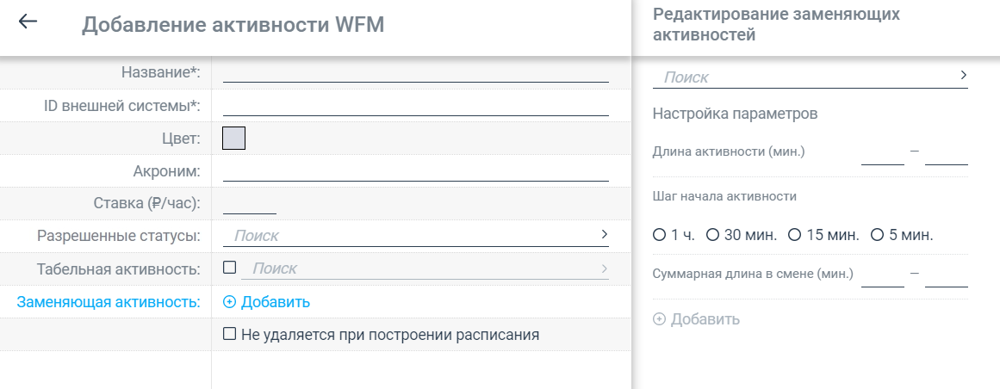 Добавление активности WFM
Название*:
ID внешней системы*:
Цвет:
Акроним:
Ставка (₽/час):
Разрешенные статусы: Поиск
Табельная активность: Поиск
Заменяющая активность: Добавить
Не удаляется при построении расписания
Редактирование заменяющих
активностей
Поиск
Настройка параметров
Длина активности (мин.) —
Шаг начала активности
1 ч. 30 мин. 15 мин. 5 мин.
Суммарная длина в смене (мин.) —
Добавить